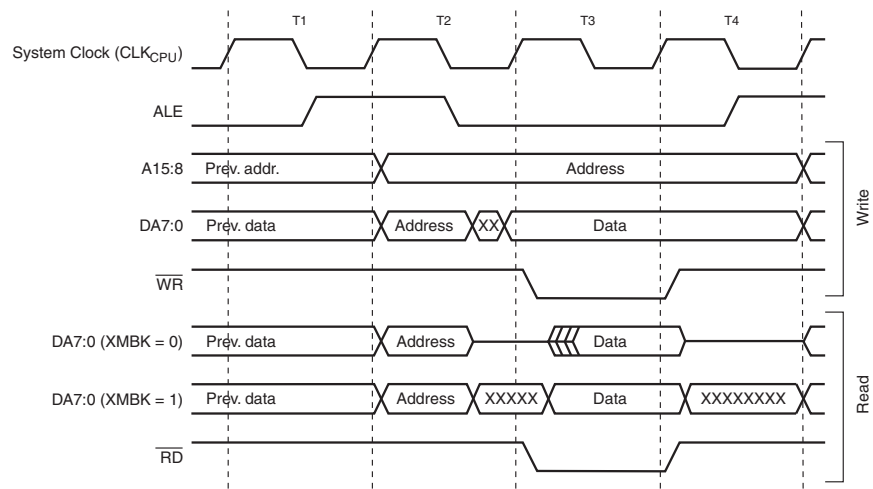 T1 T2 T3 T4
System Clock (CLKCPU)
ALE
A15:8 Prev. addr. Address
DA7:0 Prev. data Address XX Data
WR
Write
DA7:0 (XMBK = 0) Prev. data Address Data
DA7:0 (XMBK = 1) Prev. data Address XXXXX Data XXXXXXXX
RD
Read